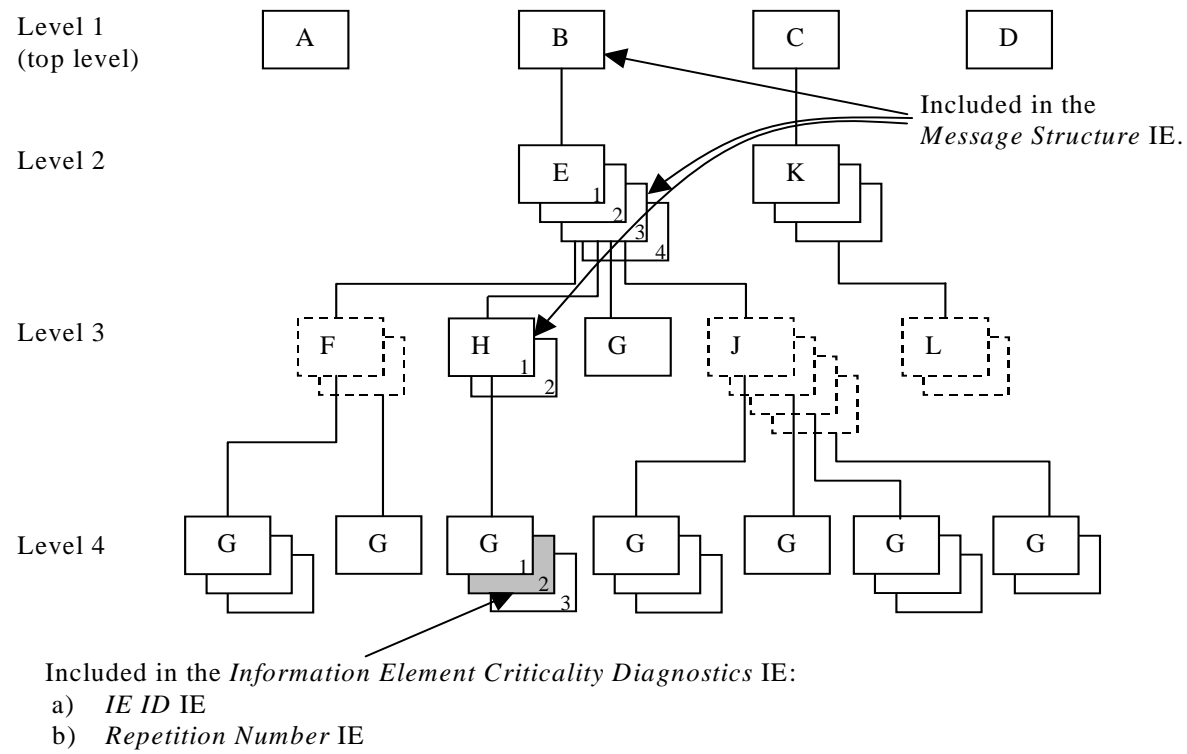 Level 1
(top level)
A
B
C
D
Included in the
Message Structure IE.
Level 2
E
1
2
3
4
K
Level 3
F
H
1
2
G
J
L
Level 4
G
G
G
1
2
3
G
G
G
G
Included in the Information Element Criticality Diagnostics IE:
a) IE ID IE
b) Repetition Number IE